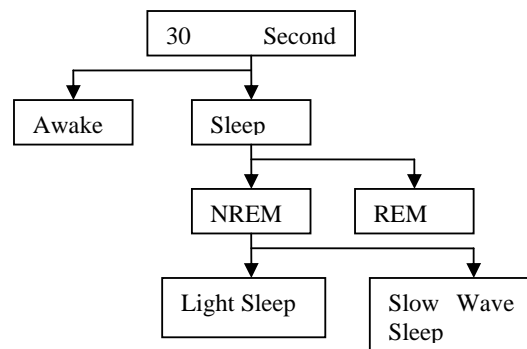 30 Second
Awake
Sleep
NREM
REM
Light Sleep
Slow Wave
Sleep